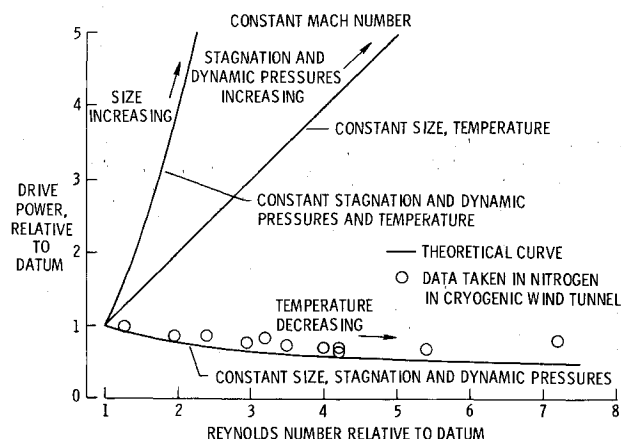 CONSTANT MACH NUMBER
5
4
3
2
1
0
STAGNATION AND
DYNAMIC PRESSURES
INCREASING
SIZE
INCREASING
CONSTANT SIZE, TEMPERATURE
DRIVE
POWER,
RELATIVE
TO
DATUM
CONSTANT STAGNATION AND DYNAMIC
PRESSURES AND TEMPERATURE
THEORETICAL CURVE
DATA TAKEN IN NITROGEN
IN CRYOGENIC WIND TUNNEL
TEMPERATURE
DECREASING
CONSTANT SIZE, STAGNATION AND DYNAMIC PRESSURES
1 2 3 4 5 6 7 8
REYNOLDS NUMBER RELATIVE TO DATUM